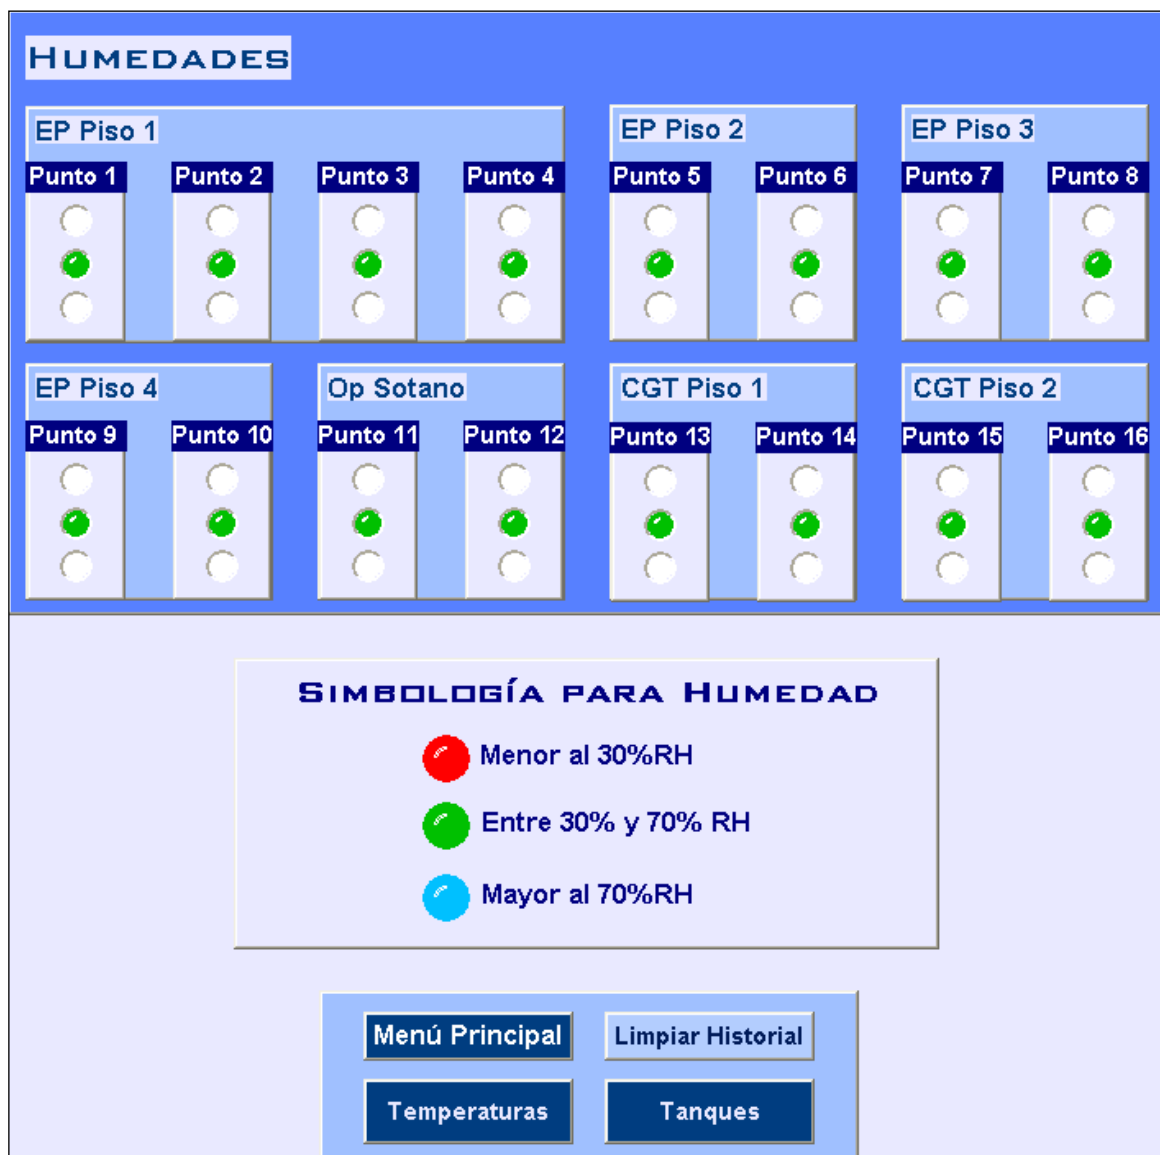 HUMEDADES
EP Piso 1
EP Piso 2
EP Piso 3
Punto 1 Punto 2 Punto 3 Punto 4 Punto 5 Punto 6 Punto 7 Punto 8
EP Piso 4
Op Sotano
CGT Piso 1
CGT Piso 2
Punto 9 Punto 10 Punto 11 Punto 12 Punto 13 Punto 14 Punto 15 Punto 16
SIMBOLOGÍA PARA HUMEDAD
Menor al 30%RH
Entre 30% y 70% RH
Mayor al 70%RH
Menú Principal
Limpiar Historial
Temperaturas
Tanques